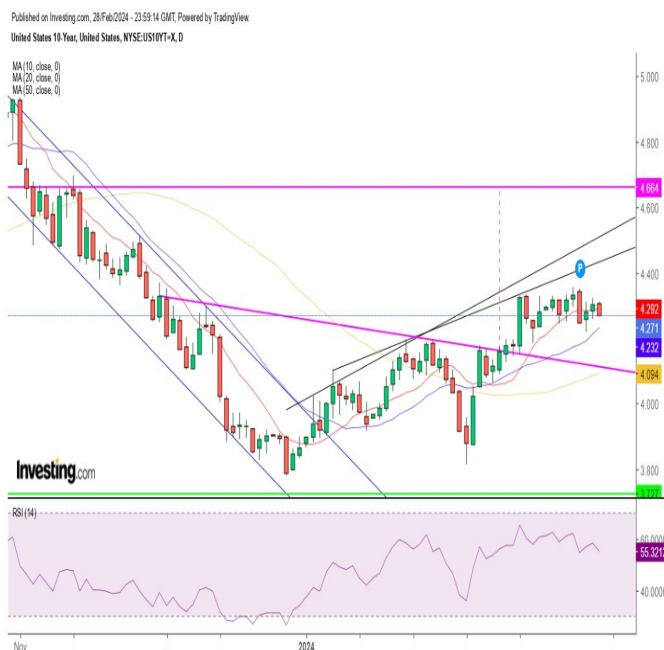 Published on Investing.com, 28/Feb/2024 - 23:59:14 GMT, Powered by TradingView.
United States 10-Year, United States, NYSE:US10YT=X, D
MA (10, close, 0)
MA (20, close, 0)
MA (50, close, 0)
5.000
4.800
4.664
4.600
4.400
P
4.292
4.271
4.232
4.094
4.000
3.800
3.727
Investing.com
RSI (14)
60.0000
55.3212
40.0000
Nov
2024